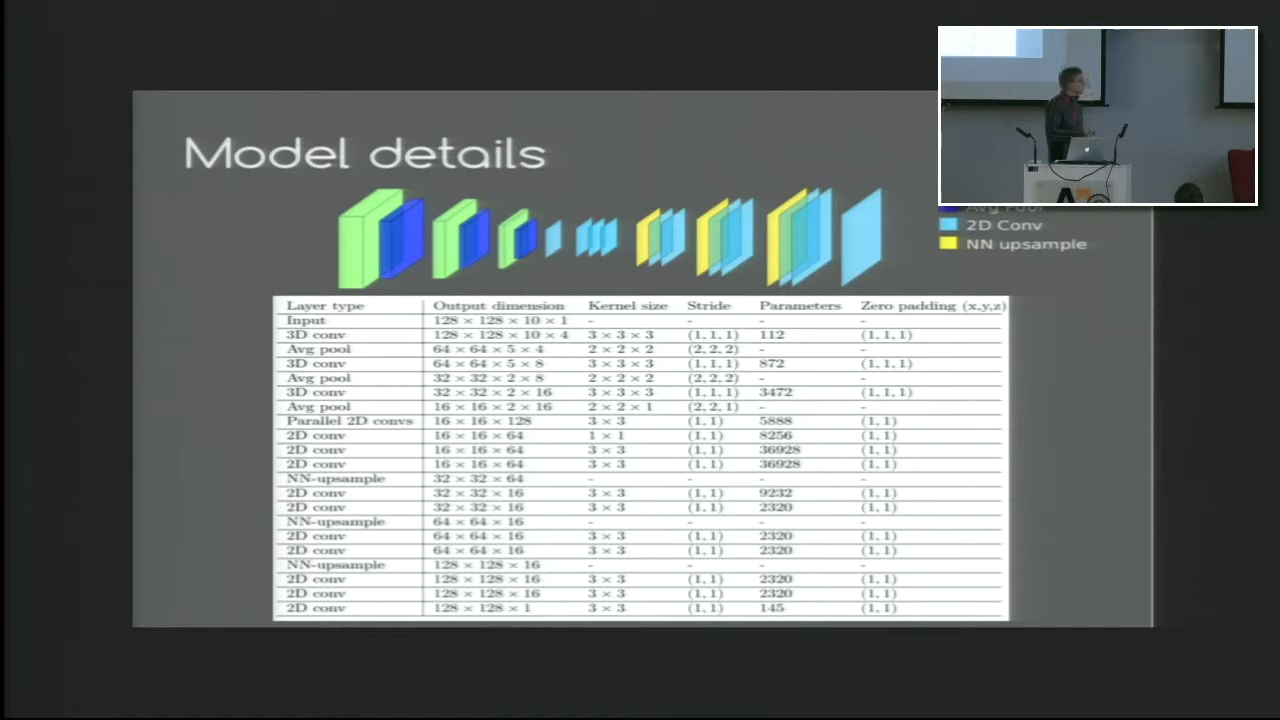 Model details
Avg Pool
2D Conv
NN upsample
Layer type Output dimension Kernel size Stride Parameters Zero padding (x,y,z)
Input 128 × 128 × 10 × 1 - - - -
3D conv 128 × 128 × 10 × 4 3 × 3 × 3 (1, 1, 1) 112 (1, 1, 1)
Avg pool 64 × 64 × 5 × 4 2 × 2 × 2 (2, 2, 2) - -
3D conv 64 × 64 × 5 × 8 3 × 3 × 3 (1, 1, 1) 872 (1, 1, 1)
Avg pool 32 × 32 × 2 × 8 2 × 2 × 2 (2, 2, 2) - -
3D conv 32 × 32 × 2 × 16 3 × 3 × 3 (1, 1, 1) 3472 (1, 1, 1)
Avg pool 16 × 16 × 2 × 16 2 × 2 × 1 (2, 2, 1) - -
Parallel 2D convs 16 × 16 × 128 3 × 3 (1, 1) 5888 (1, 1)
2D conv 16 × 16 × 64 1 × 1 (1, 1) 8256 (1, 1)
2D conv 16 × 16 × 64 3 × 3 (1, 1) 36928 (1, 1)
2D conv 16 × 16 × 64 3 × 3 (1, 1) 36928 (1, 1)
NN-upsample 32 × 32 × 64 - - - -
2D conv 32 × 32 × 16 3 × 3 (1, 1) 9232 (1, 1)
2D conv 32 × 32 × 16 3 × 3 (1, 1) 2320 (1, 1)
NN-upsample 64 × 64 × 16 - - - -
2D conv 64 × 64 × 16 3 × 3 (1, 1) 2320 (1, 1)
2D conv 64 × 64 × 16 3 × 3 (1, 1) 2320 (1, 1)
NN-upsample 128 × 128 × 16 - - - -
2D conv 128 × 128 × 16 3 × 3 (1, 1) 2320 (1, 1)
2D conv 128 × 128 × 16 3 × 3 (1, 1) 2320 (1, 1)
2D conv 128 × 128 × 1 3 × 3 (1, 1) 145 (1, 1)